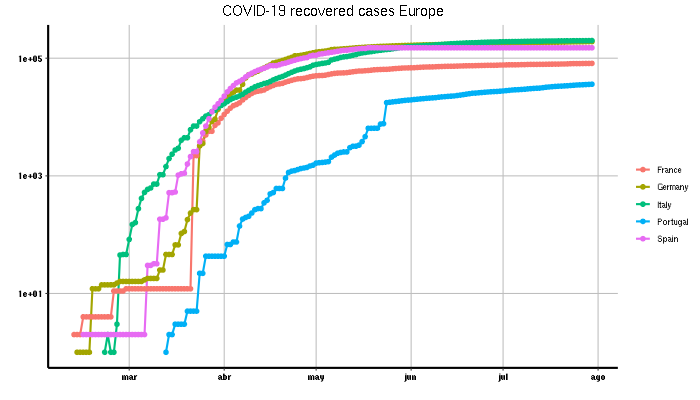 COVID-19 recovered cases Europe
1e+05
1e+03
1e+01
mar abr may jun jul ago
France
Germany
Italy
Portugal
Spain